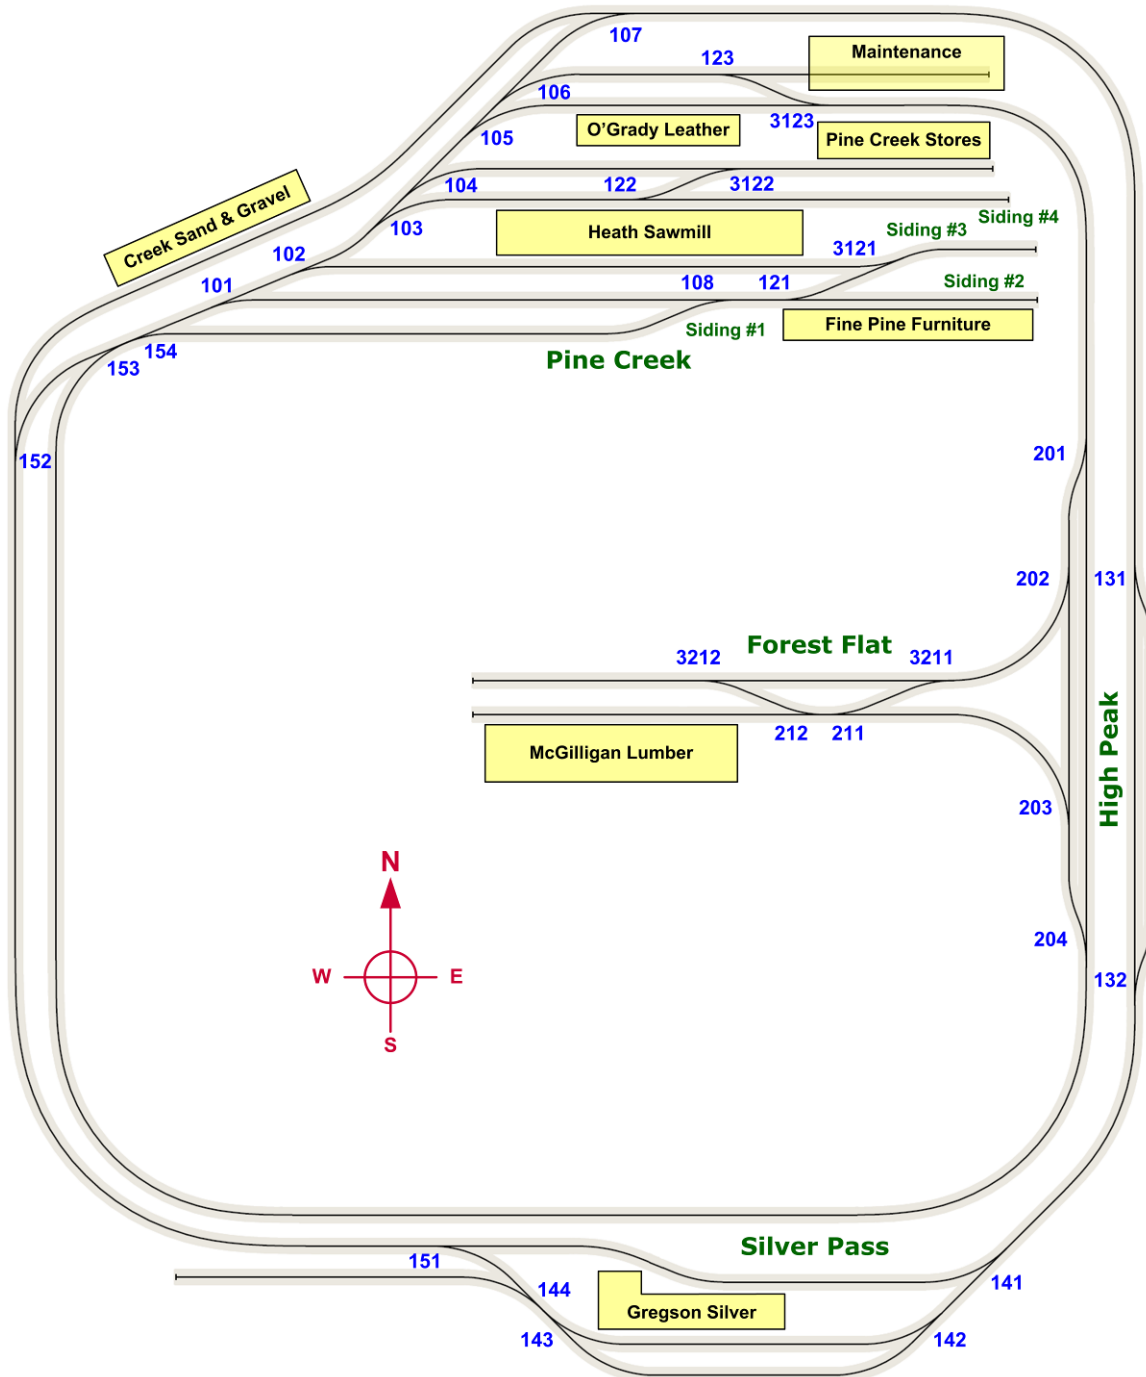 107
123
Maintenance
106
3123
O'Grady Leather
105
Pine Creek Stores
104
122
3122
Creek Sand & Gravel
103
Heath Sawmill
Siding #4
Siding #3
102
3121
101
108
121
Siding #2
Fine Pine Furniture
Siding #1
154
153
Pine Creek
152
201
202
131
Forest Flat
3212
3211
212
211
McGilligan Lumber
High Peak
203
N
204
W
E
132
S
Silver Pass
151
144
141
Gregson Silver
143
142